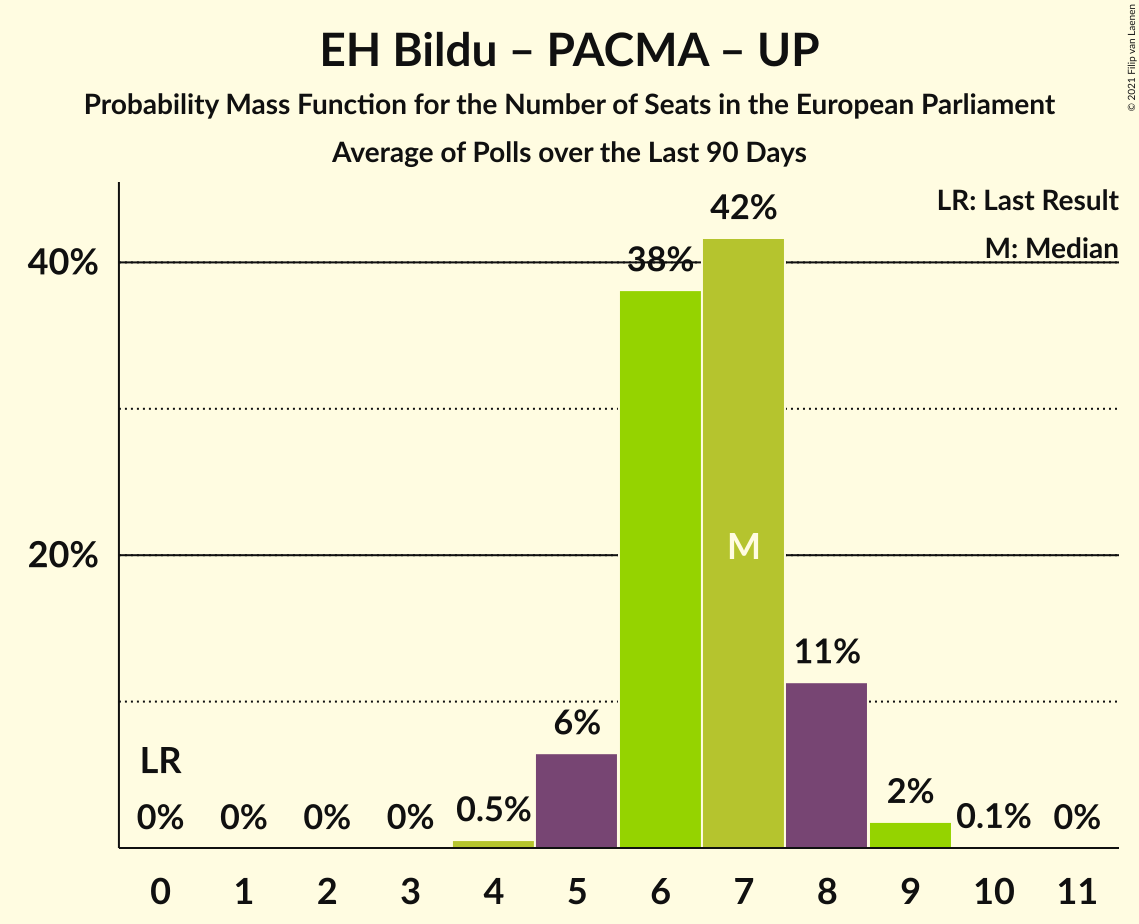 EH Bildu – PACMA – UP
Probability Mass Function for the Number of Seats in the European Parliament
Average of Polls over the Last 90 Days
© 2021 Filip van Laenen
LR: Last Result
M: Median
40%
20%
LR
0%
0%
0%
0%
0.5%
6%
38%
42%
M
11%
2%
0.1%
0%
0 1 2 3 4 5 6 7 8 9 10 11